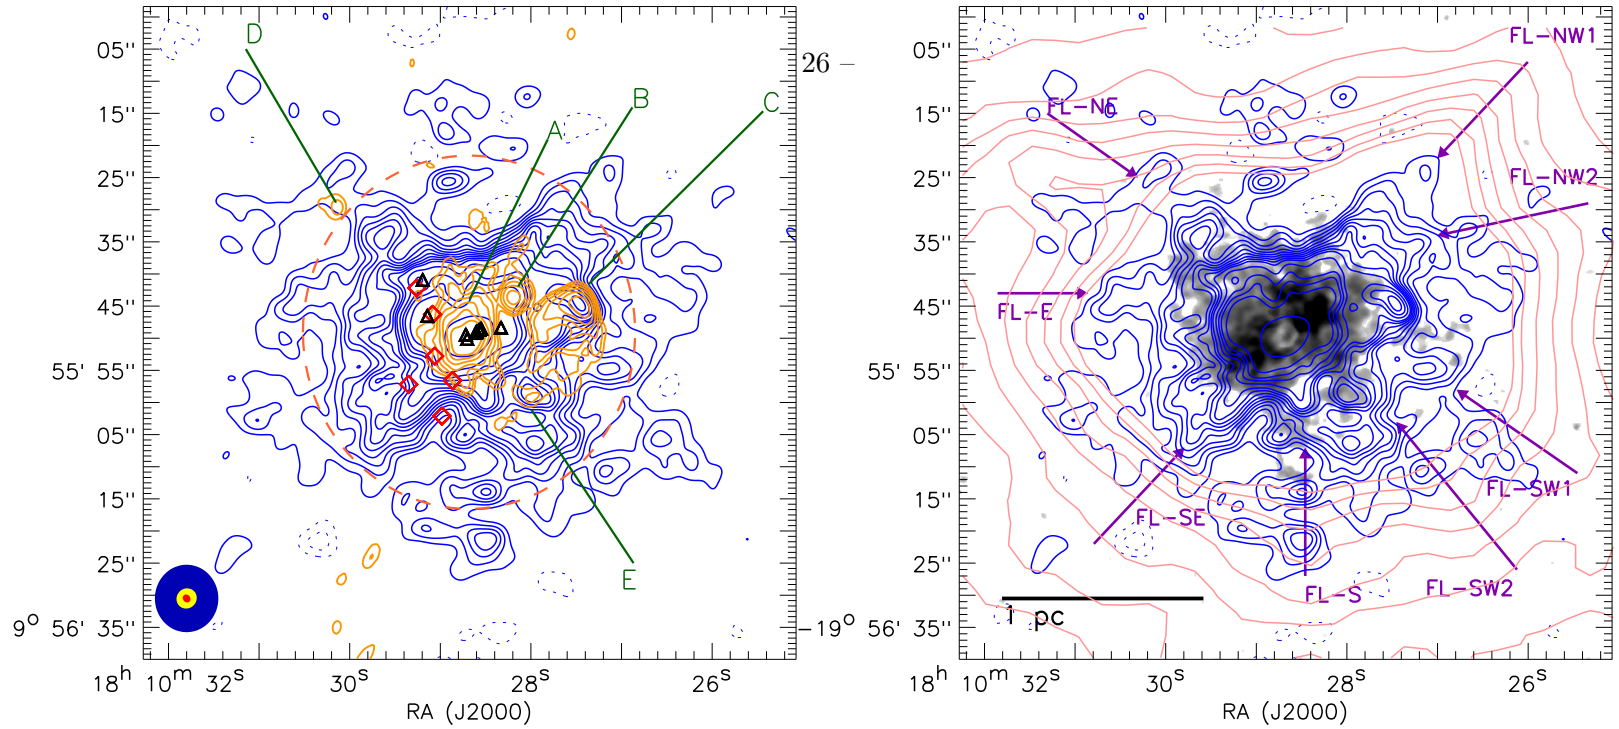 D
B
C
A
E
05''
15''
25''
35''
45''
55' 55''
05''
15''
25''
9° 56' 35''
18h 10m 32s
30s
28s
26s
RA (J2000)
26 –
FL-NW1
FL-NE
FL-NW2
FL-E
FL-SW1
FL-SE
FL-SW2
FL-S
1 pc
05''
15''
25''
35''
45''
55' 55''
05''
15''
25''
-19° 56' 35''
18h 10m 32s
30s
28s
26s
RA (J2000)